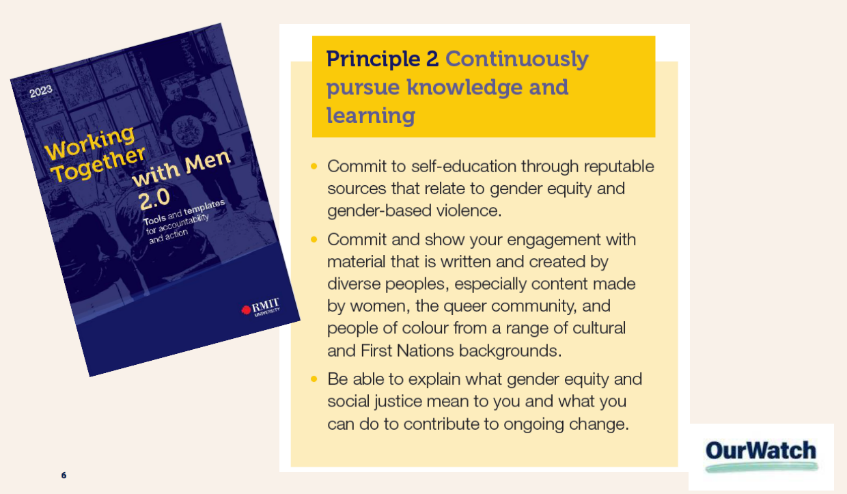 2023
Working
Together
with Men
2.0
Tools and templates
for accountability
and action
RMIT
UNIVERSITY
Principle 2 Continuously
pursue knowledge and
learning
• Commit to self-education through reputable
sources that relate to gender equity and
gender-based violence.
• Commit and show your engagement with
material that is written and created by
diverse peoples, especially content made
by women, the queer community, and
people of colour from a range of cultural
and First Nations backgrounds.
• Be able to explain what gender equity and
social justice mean to you and what you
can do to contribute to ongoing change.
6
OurWatch